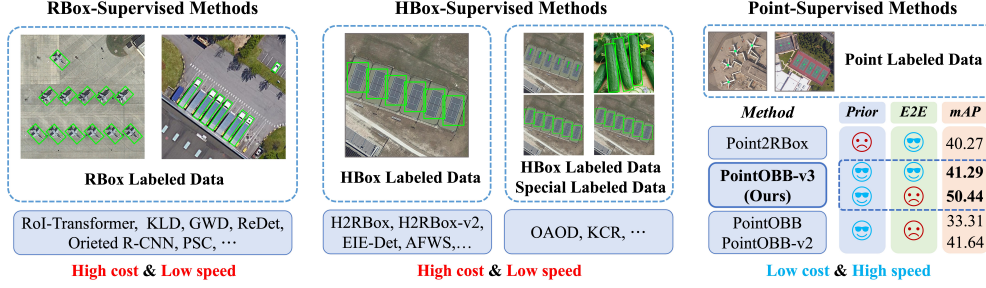 RBox-Supervised Methods
RBox Labeled Data
RoI-Transformer, KLD, GWD, ReDet,
Orieted R-CNN, PSC, ···
High cost & Low speed
HBox-Supervised Methods
HBox Labeled Data
HBox Labeled Data
Special Labeled Data
H2RBox, H2RBox-v2,
EIE-Det, AFWS,...
OAOD, KCR, ···
High cost & Low speed
Point-Supervised Methods
Point Labeled Data
Method Prior E2E mAP
Point2RBox 40.27
PointOBB-v3 41.29
(Ours) 50.44
PointOBB 33.31
PointOBB-v2 41.64
Low cost & High speed